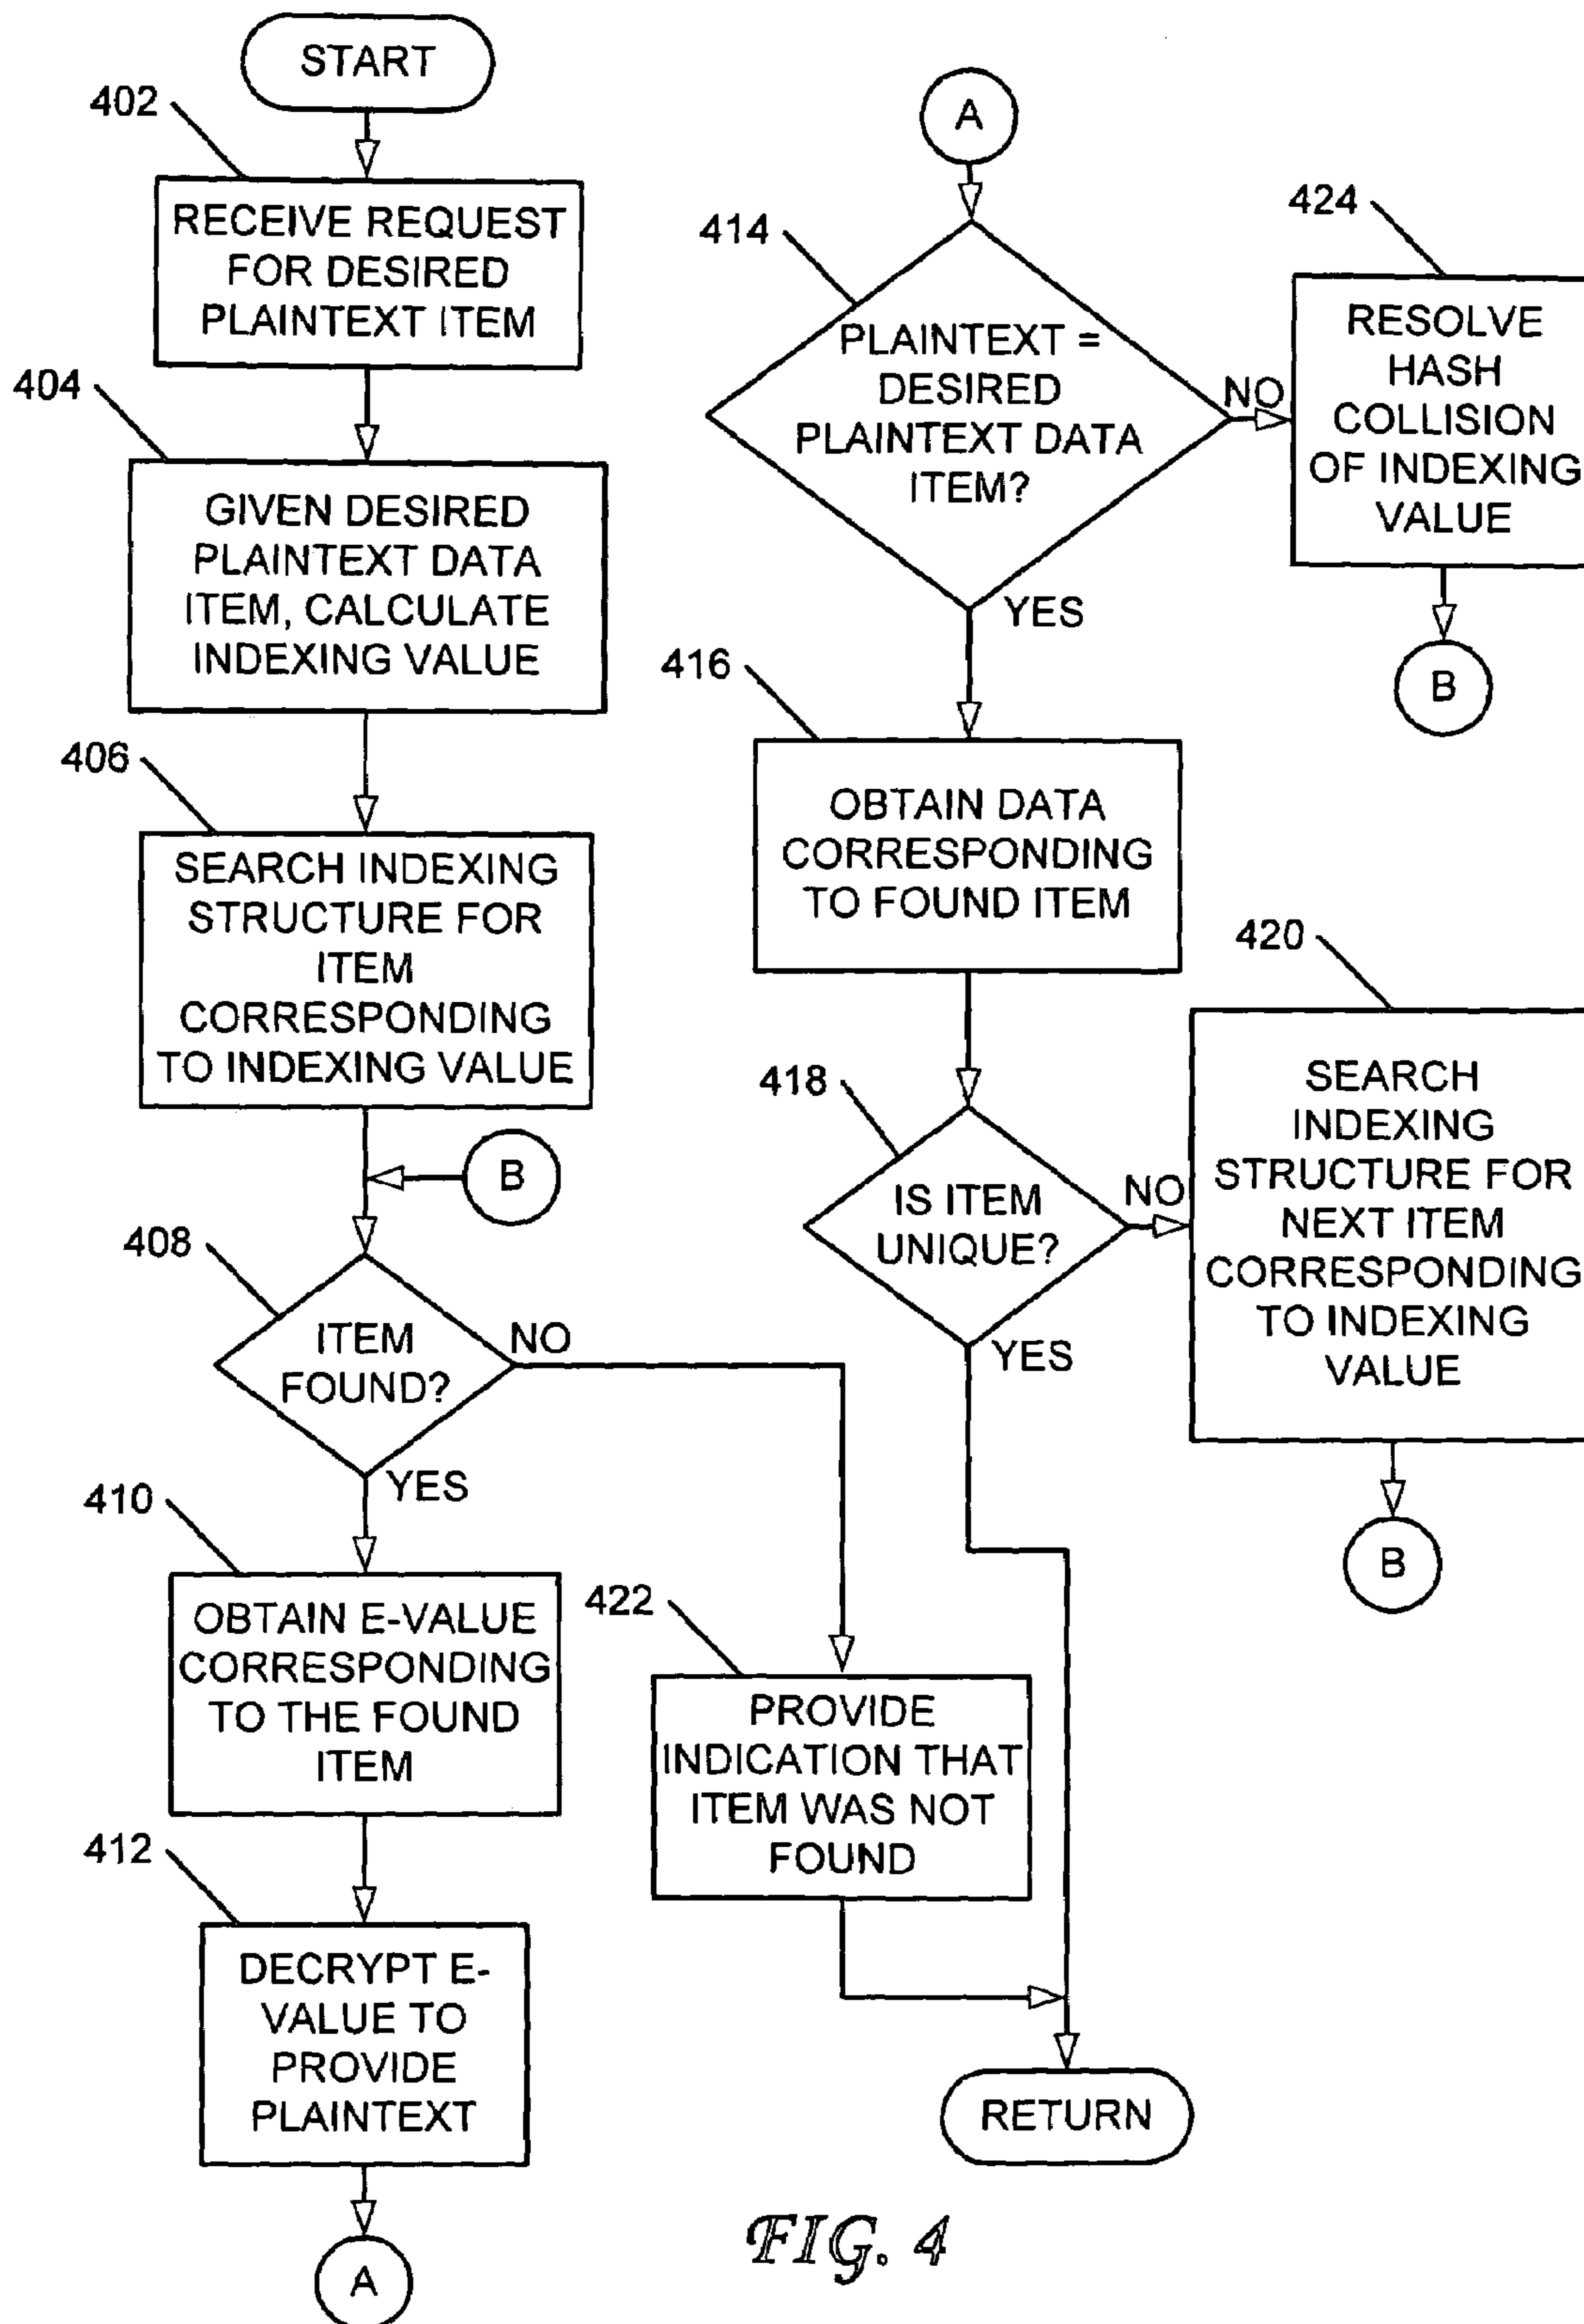 START
402
RECEIVE REQUEST
FOR DESIRED
PLAINTEXT ITEM
404
GIVEN DESIRED
PLAINTEXT DATA
ITEM, CALCULATE
INDEXING VALUE
406
SEARCH INDEXING
STRUCTURE FOR
ITEM
CORRESPONDING
TO INDEXING VALUE
B
408
ITEM
FOUND?
NO
YES
410
OBTAIN E-VALUE
CORRESPONDING
TO THE FOUND
ITEM
412
DECRYPT E-
VALUE TO
PROVIDE
PLAINTEXT
A
A
414
PLAINTEXT =
DESIRED
PLAINTEXT DATA
ITEM?
NO
YES
424
RESOLVE
HASH
COLLISION
OF INDEXING
VALUE
B
416
OBTAIN DATA
CORRESPONDING
TO FOUND ITEM
418
IS ITEM
UNIQUE?
NO
YES
420
SEARCH
INDEXING
STRUCTURE FOR
NEXT ITEM
CORRESPONDING
TO INDEXING
VALUE
B
422
PROVIDE
INDICATION THAT
ITEM WAS NOT
FOUND
RETURN
FIG. 4